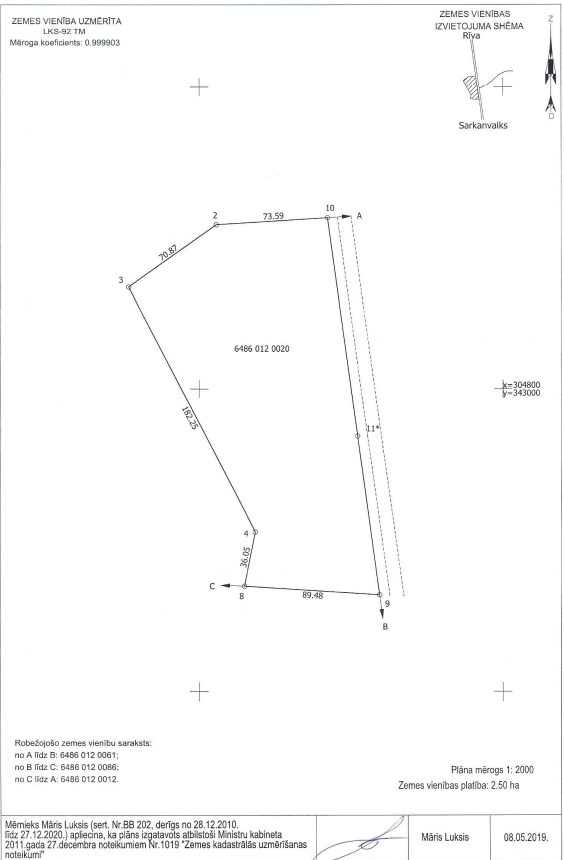 ZEMES VIENĪBA UZMĒRĪTA
LKS-92 TM
Mēroga koeficients: 0.999903
ZEMES VIENĪBAS
IZVIETOJUMA SHĒMA
Rīva
Sarkanvalks
Z
D
10
A
2
73.59
70.87
3
6486 012 0020
x=304800
y=343000
182.25
11*
4
36.05
C
8
89.48
9
B
Robežojošo zemes vienību saraksts:
no A līdz B: 6486 012 0061;
no B līdz C: 6486 012 0086;
no C līdz A: 6486 012 0012.
Plāna mērogs 1: 2000
Zemes vienības platība: 2.50 ha
Mērnieks Māris Luksis (sert. Nr.BB 202, derīgs no 28.12.2010.
līdz 27.12.2020.) apliecina, ka plāns izgatavots atbilstoši Ministru kabineta
2011.gada 27.decembra noteikumiem Nr.1019 "Zemes kadastrālās uzmērīšanas
noteikumi"
Māris Luksis
08.05.2019.